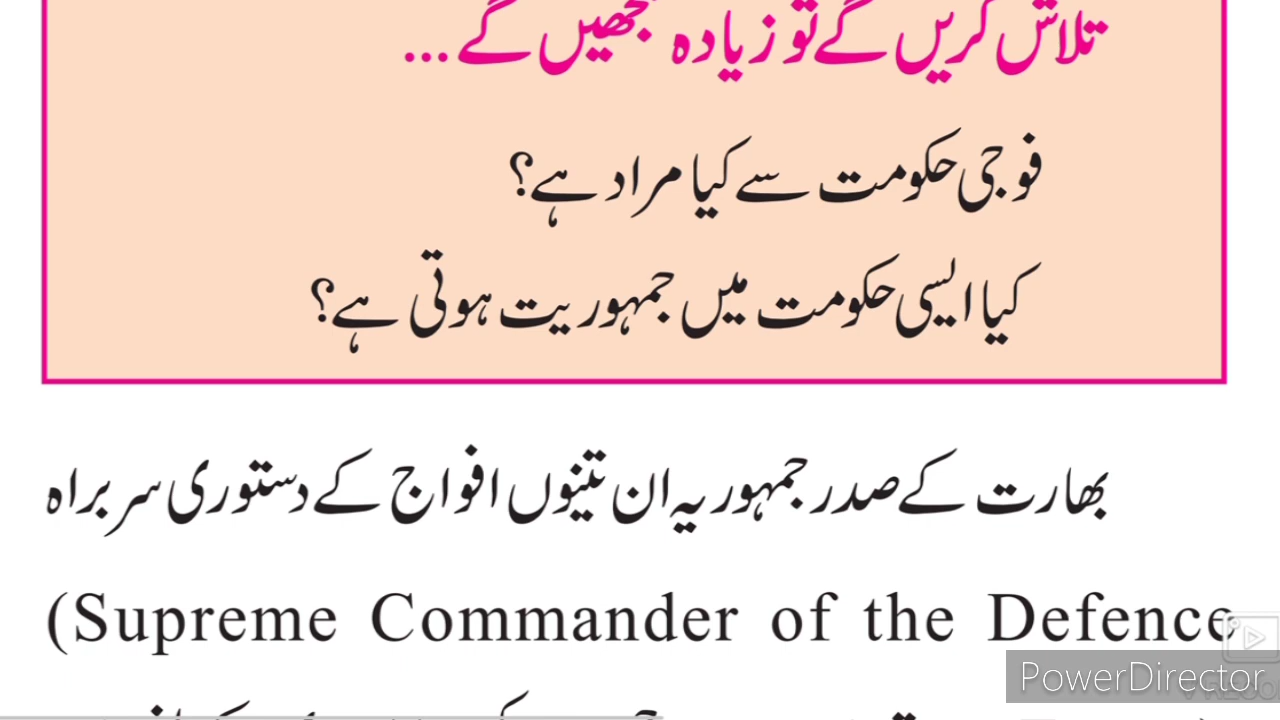 تلاش کریں گے تو زیادہ سمجھیں گے ...
فوجی حکومت سے کیا مراد ہے؟
کیا ایسی حکومت میں جمہوریت ہوتی ہے؟
بھارت کے صدر جمہوریہ ان تینوں افواج کے دستوری سربراہ
(Supreme Commander of the Defence
PowerDirector